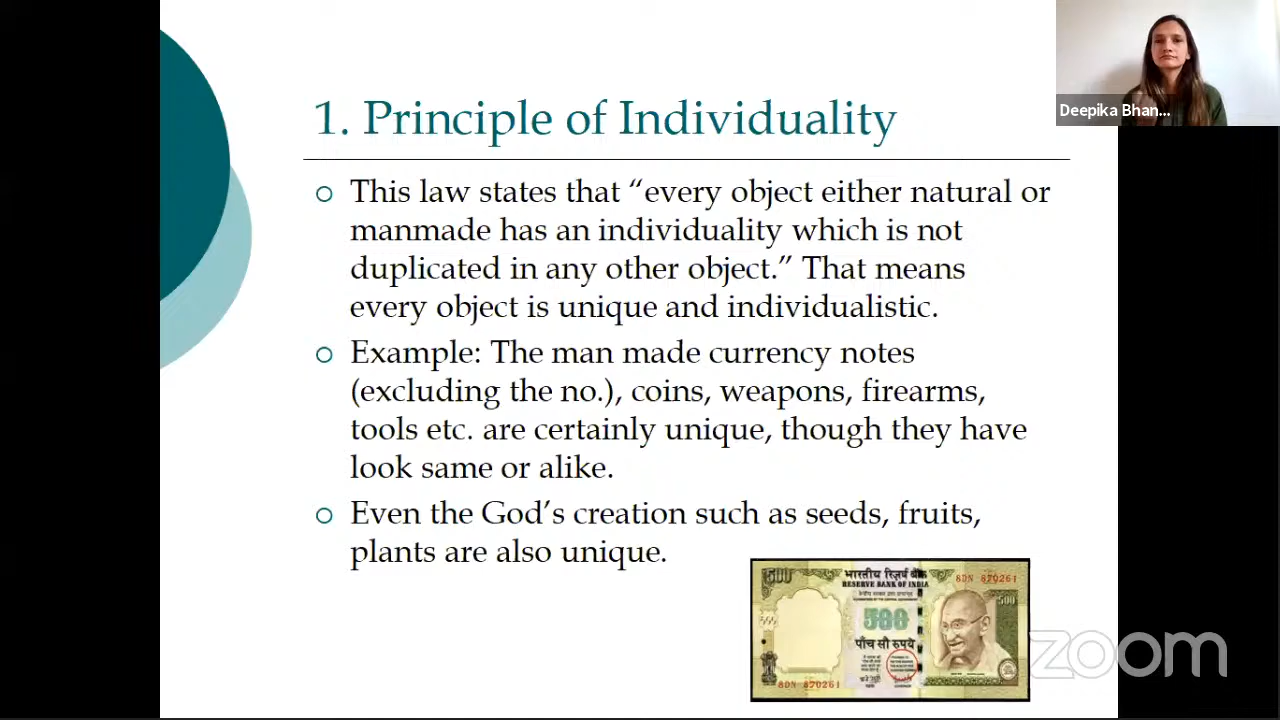 Deepika Bhan...
1. Principle of Individuality
This law states that “every object either natural or
manmade has an individuality which is not
duplicated in any other object.” That means
every object is unique and individualistic.
Example: The man made currency notes
(excluding the no.), coins, weapons, firearms,
tools etc. are certainly unique, though they have
look same or alike.
Even the God’s creation such as seeds, fruits,
plants are also unique.
500
भारतीय रिज़र्व बैंक
RESERVE BANK OF INDIA
8DN 870261
500
500
पाँच सौ रुपये
8DN 870261
zoom